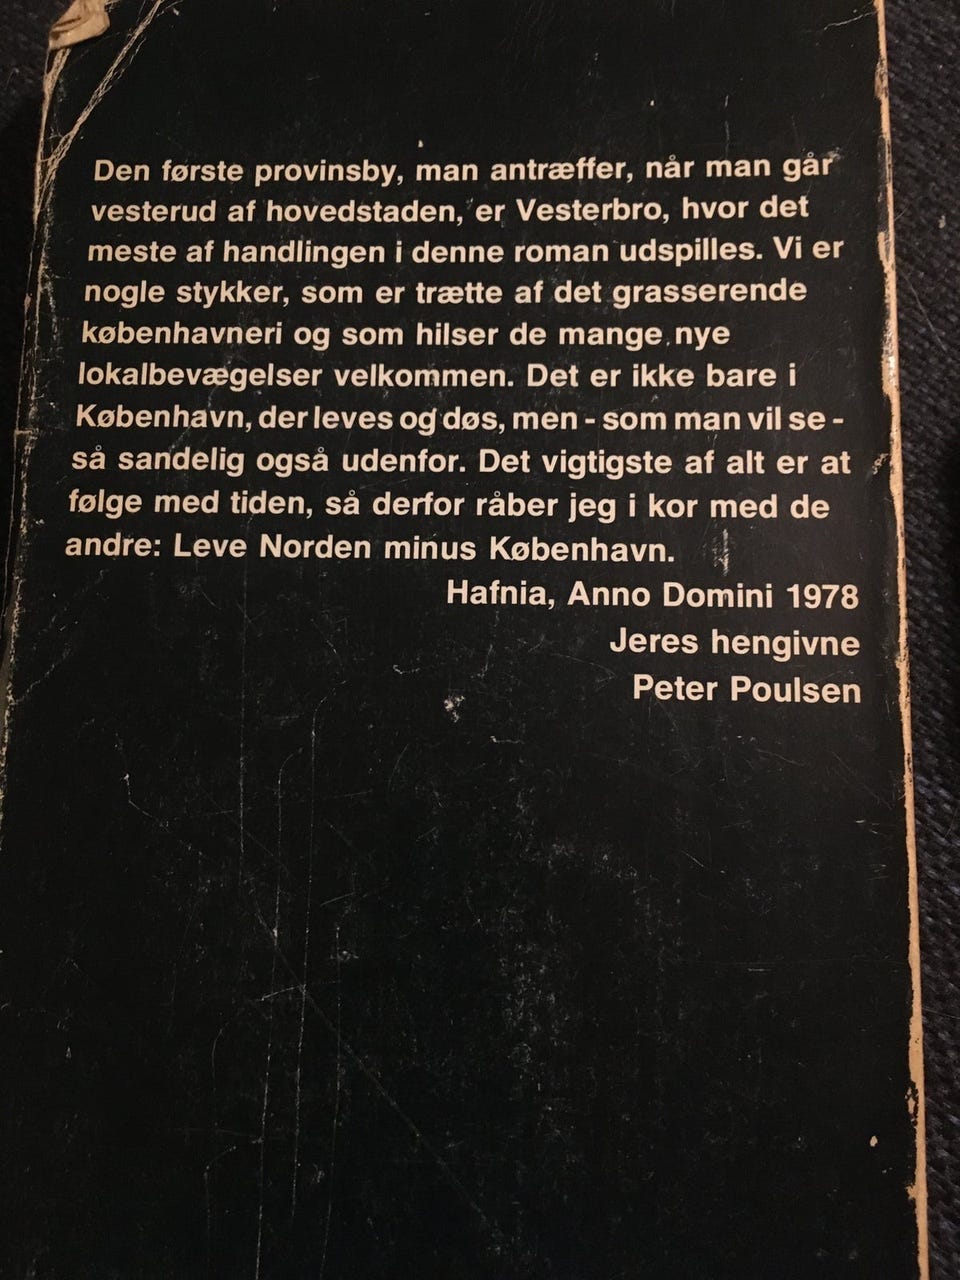 Den første provinsby, man antræffer, når man går
vesterud af hovedstaden, er Vesterbro, hvor det
meste af handlingen i denne roman udspilles. Vi er
nogle stykker, som er trætte af det grasserende
københavneri og som hilser de mange nye
lokalbevægelser velkommen. Det er ikke bare i
København, der leves og døs, men - som man vil se -
så sandelig også udenfor. Det vigtigste af alt er at
følge med tiden, så derfor råber jeg i kor med de
andre: Leve Norden minus København.
Hafnia, Anno Domini 1978
Jeres hengivne
Peter Poulsen